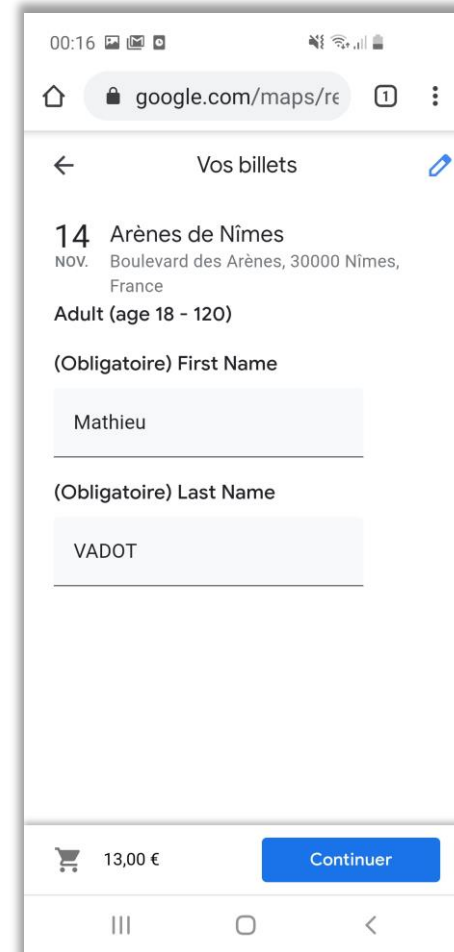 00:16
google.com/maps/re
1
Vos billets
14 Arènes de Nîmes
NOV. Boulevard des Arènes, 30000 Nîmes,
France
Adult (age 18 - 120)
(Obligatoire) First Name
Mathieu
(Obligatoire) Last Name
VADOT
13,00 €
Continuer